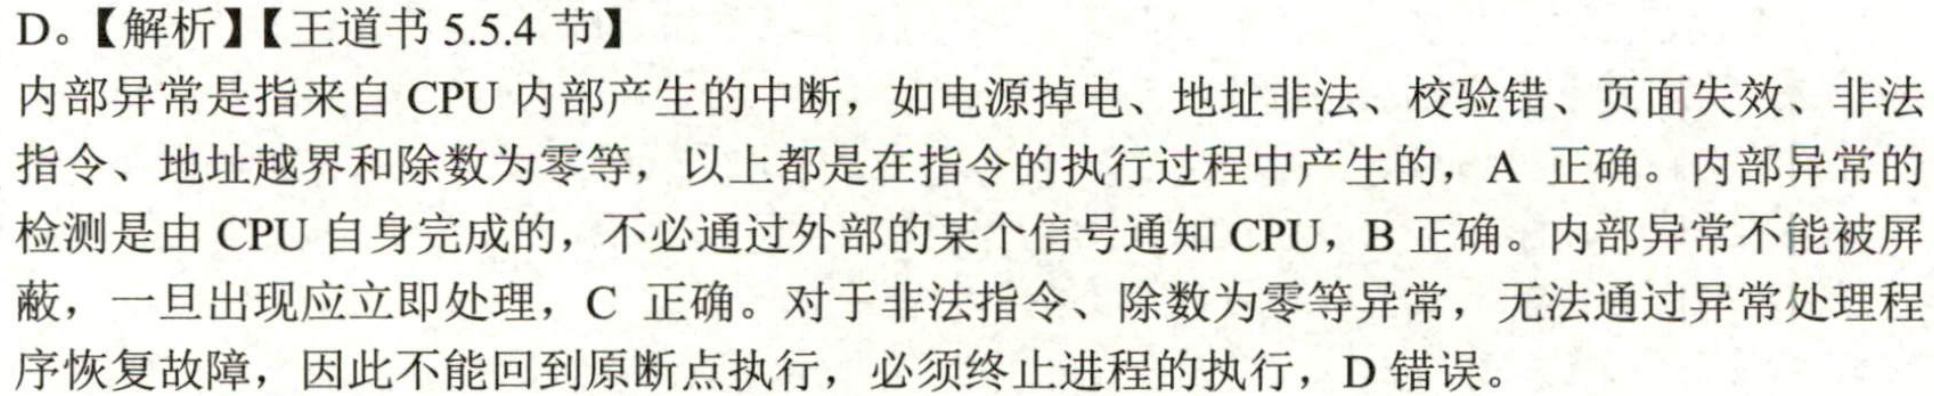 D。【解析】【王道书 5.5.4 节】
内部异常是指来自 CPU 内部产生的中断，如电源掉电、地址非法、校验错、页面失效、非法
指令、地址越界和除数为零等，以上都是在指令的执行过程中产生的，A 正确。内部异常的
检测是由 CPU 自身完成的，不必通过外部的某个信号通知 CPU，B 正确。内部异常不能被屏
蔽，一旦出现应立即处理，C 正确。对于非法指令、除数为零等异常，无法通过异常处理程
序恢复故障，因此不能回到原断点执行，必须终止进程的执行，D 错误。